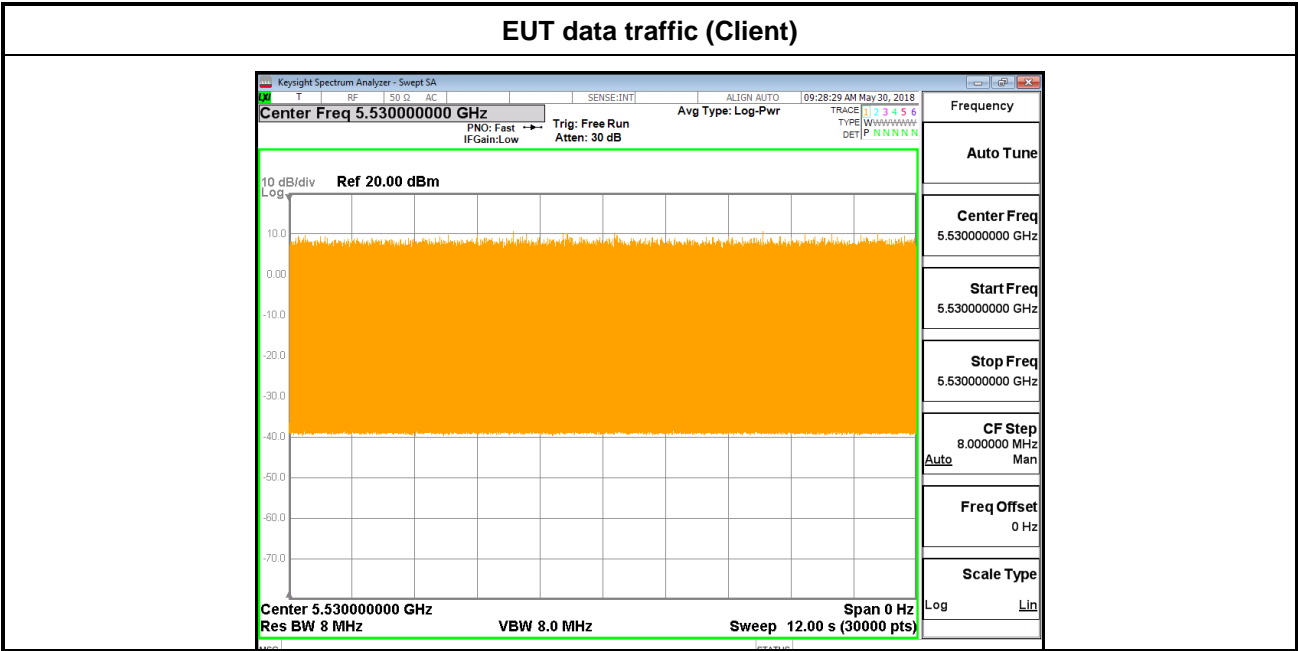 EUT data traffic (Client)
Keysight Spectrum Analyzer - Swept SA
LXI T RF 50 Ω AC SENSE:INT ALIGN AUTO 09:28:29 AM May 30, 2018
Center Freq 5.530000000 GHz
PNO: Fast
IFGain:Low
Trig: Free Run
Atten: 30 dB
Avg Type: Log-Pwr
TRACE 1 2 3 4 5 6
TYPE WWWWWW
DET P N N N N N
10 dB/div Ref 20.00 dBm
Log
10.0
0.00
-10.0
-20.0
-30.0
-40.0
-50.0
-60.0
-70.0
Center 5.530000000 GHz Span 0 Hz
Res BW 8 MHz VBW 8.0 MHz Sweep 12.00 s (30000 pts)
Frequency
Auto Tune
Center Freq
5.530000000 GHz
Start Freq
5.530000000 GHz
Stop Freq
5.530000000 GHz
CF Step
8.000000 MHz
Auto Man
Freq Offset
0 Hz
Scale Type
Log Lin